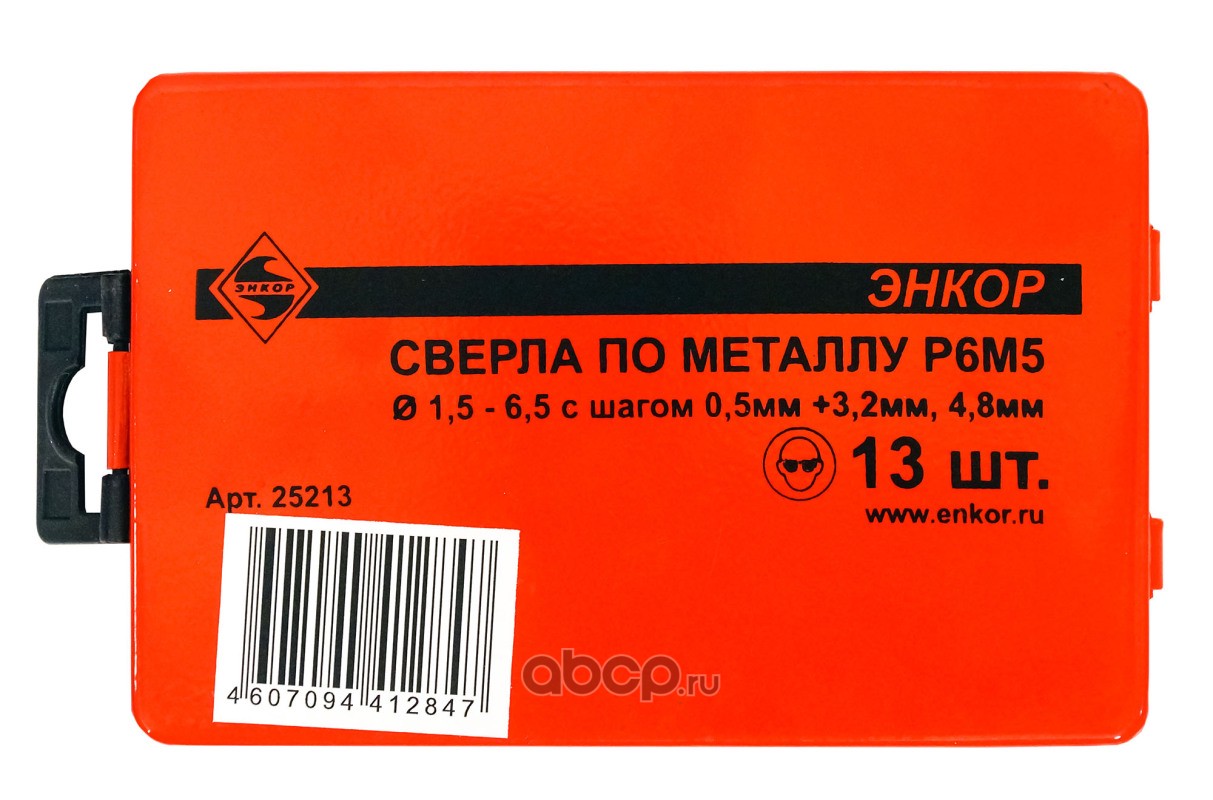 ЭНКОР
ЭНКОР
СВЕРЛА ПО МЕТАЛЛУ Р6М5
Ø 1,5 - 6,5 с шагом 0,5мм +3,2мм, 4,8мм
13 шт.
Арт. 25213
www.enkor.ru
4 607094 412847
abcp.ru